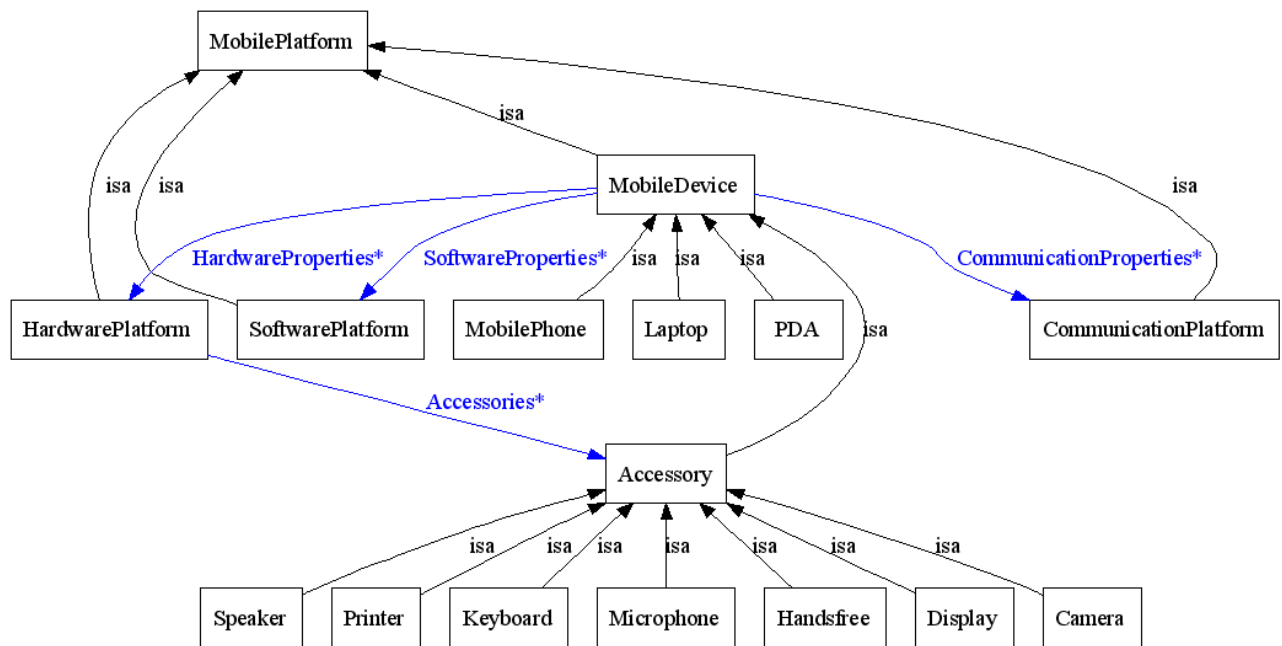 MobilePlatform
isa
MobileDevice
isa
isa
isa
HardwareProperties*
SoftwareProperties*
isa
isa
isa
CommunicationProperties*
HardwarePlatform
SoftwarePlatform
MobilePhone
Laptop
PDA
isa
CommunicationPlatform
Accessories*
Accessory
isa
isa
isa
isa
isa
isa
isa
Speaker
Printer
Keyboard
Microphone
Handsfree
Display
Camera